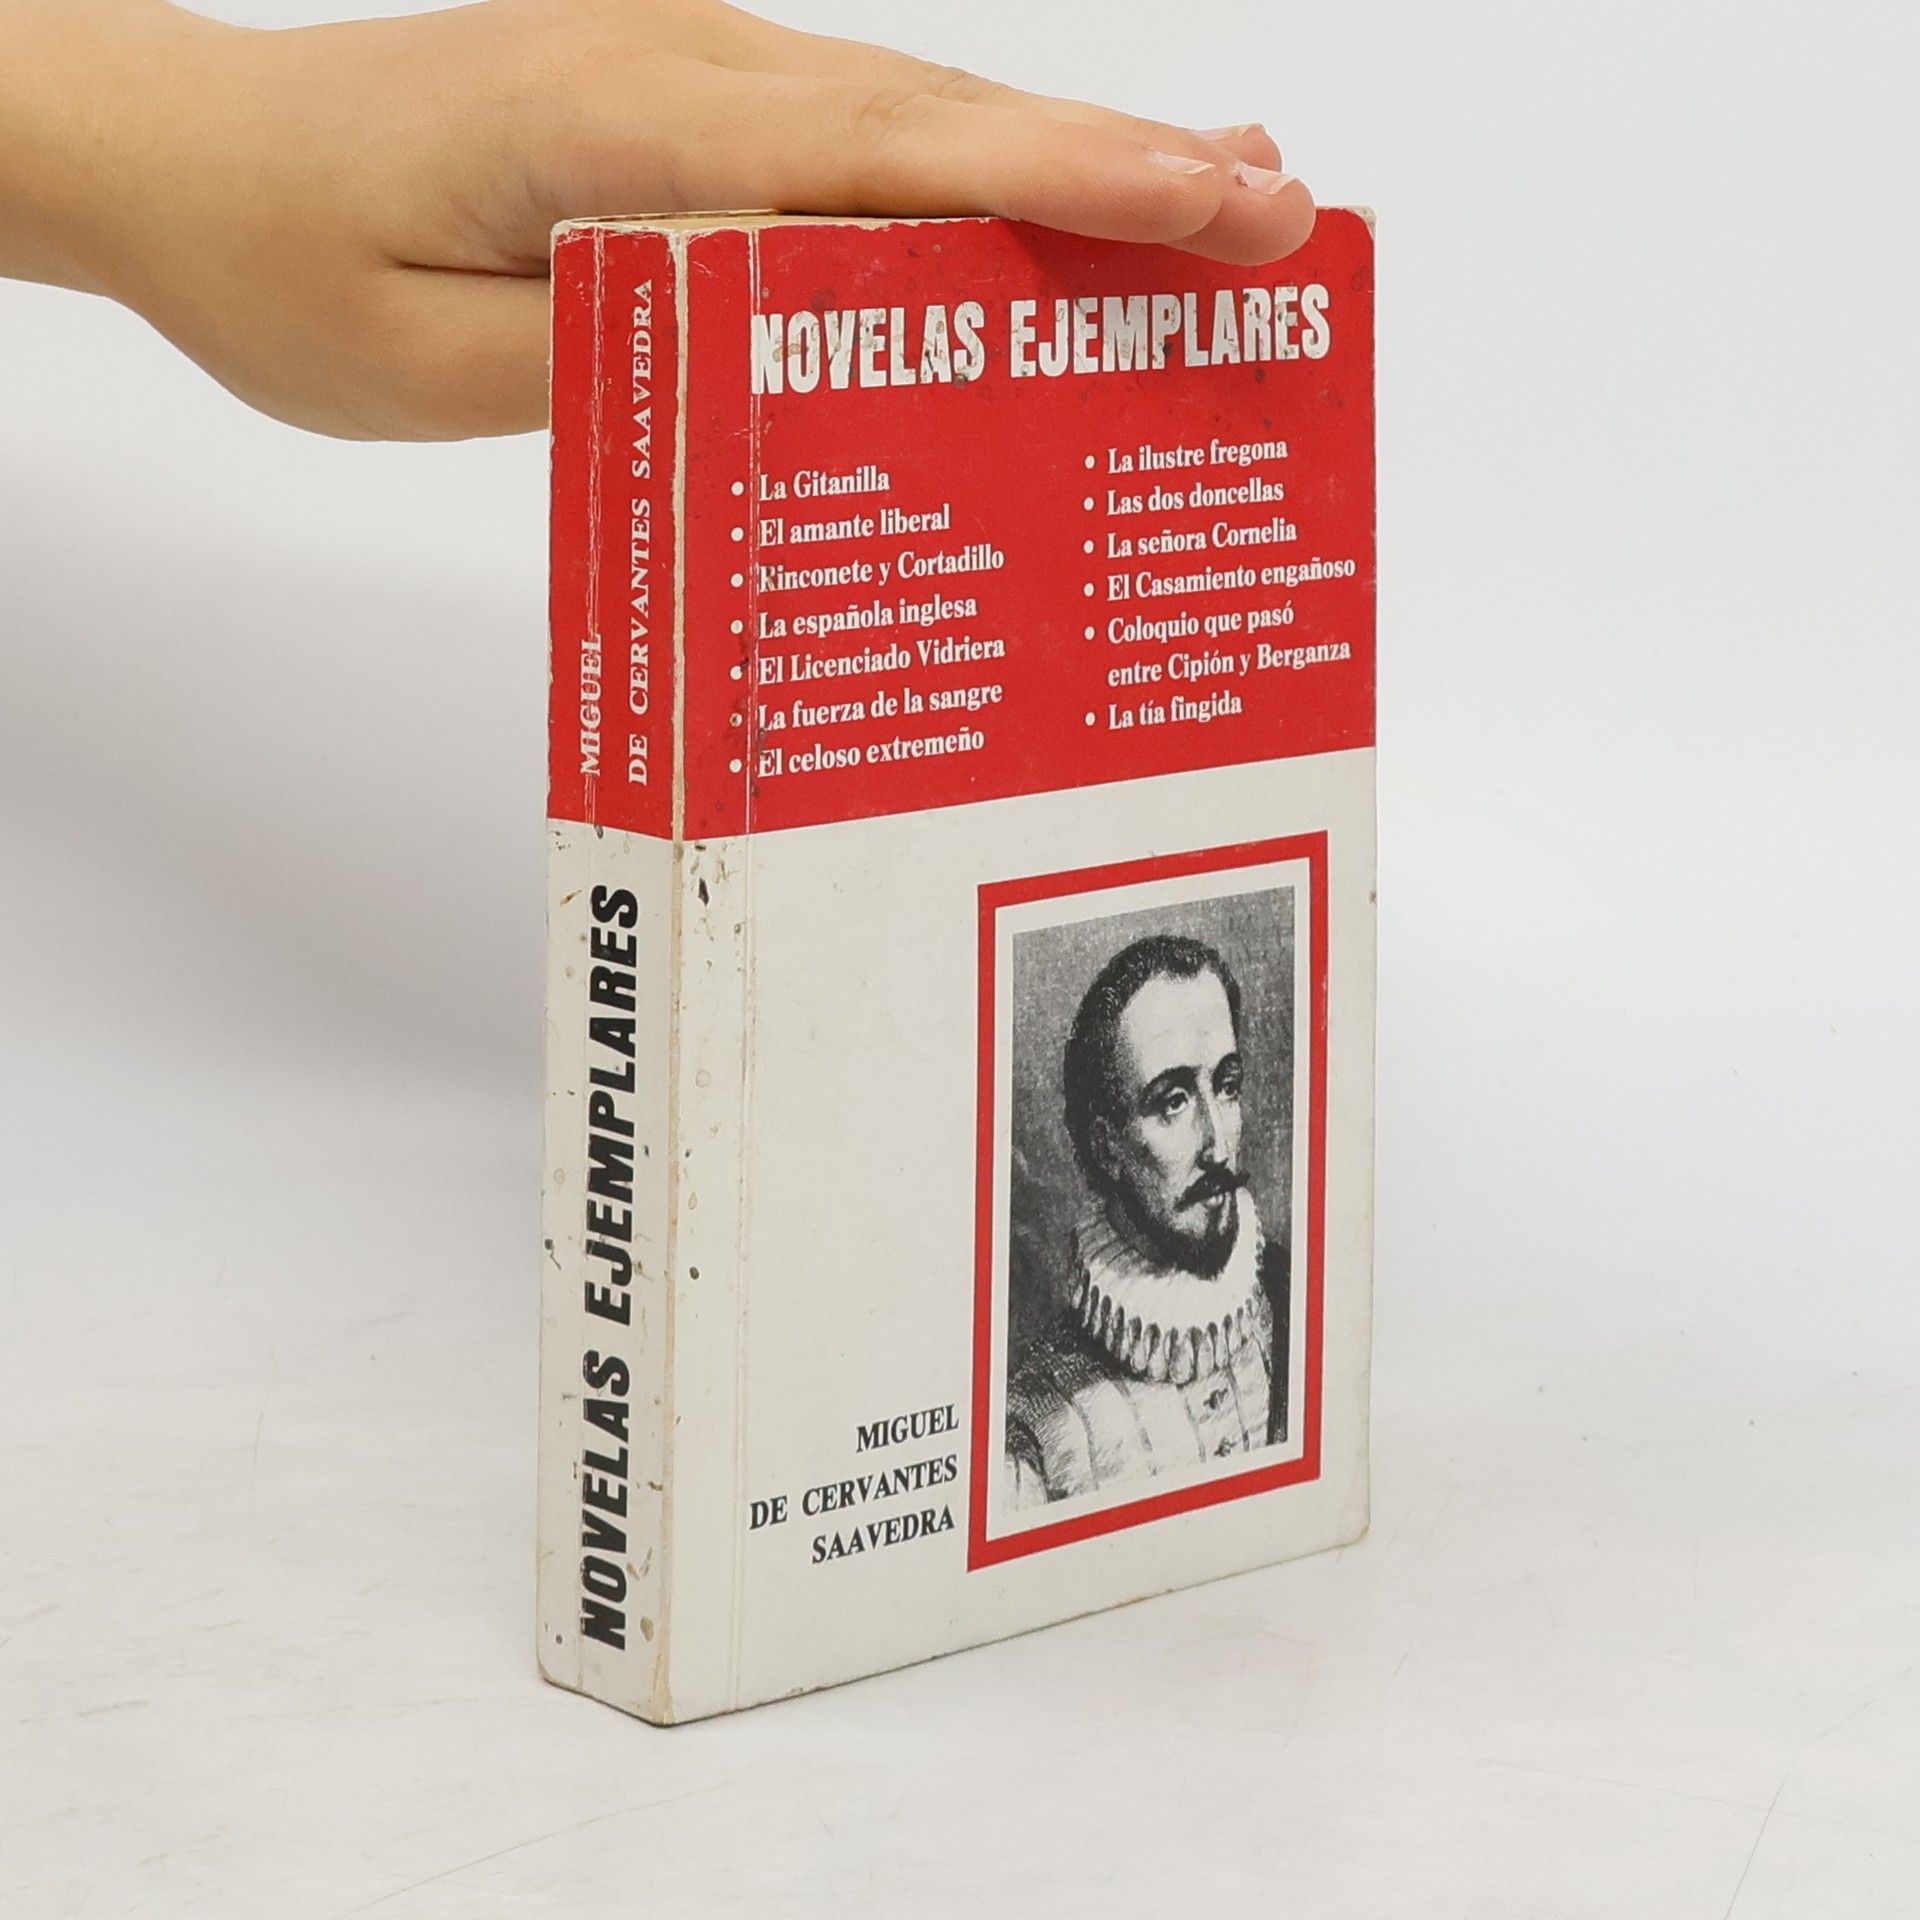 MIGUEL
DE CERVANTES SAAVEDRA
NOVELAS EJEMPLARES
NOVELAS EJEMPLARES
• La Gitanilla
• El amante liberal
• Rinconete y Cortadillo
• La española inglesa
• El Licenciado Vidriera
• La fuerza de la sangre
• El celoso extremeño
• La ilustre fregona
• Las dos doncellas
• La señora Cornelia
• El Casamiento engañoso
• Coloquio que pasó
entre Cipión y Berganza
• La tía fingida
MIGUEL
DE CERVANTES
SAAVEDRA